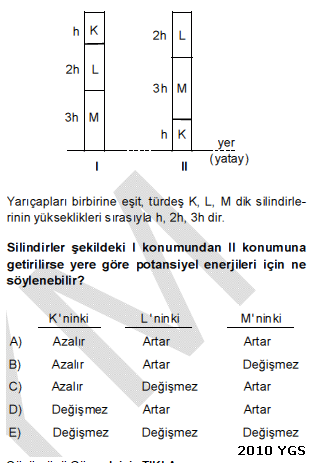 h K
2h L
3h M
I
2h L
3h M
h K
II
yer
(yatay)
Yarıçapları birbirine eşit, türdeş K, L, M dik silindirle-
rinin yükseklikleri sırasıyla h, 2h, 3h dir.
Silindirler şekildeki I konumundan II konumuna
getirilirse yere göre potansiyel enerjileri için ne
söylenebilir?
K'ninki L'ninki M'ninki
A) Azalır Artar Artar
B) Azalır Artar Değişmez
C) Azalır Değişmez Artar
D) Değişmez Artar Artar
E) Değişmez Değişmez Değişmez
2010 YGS